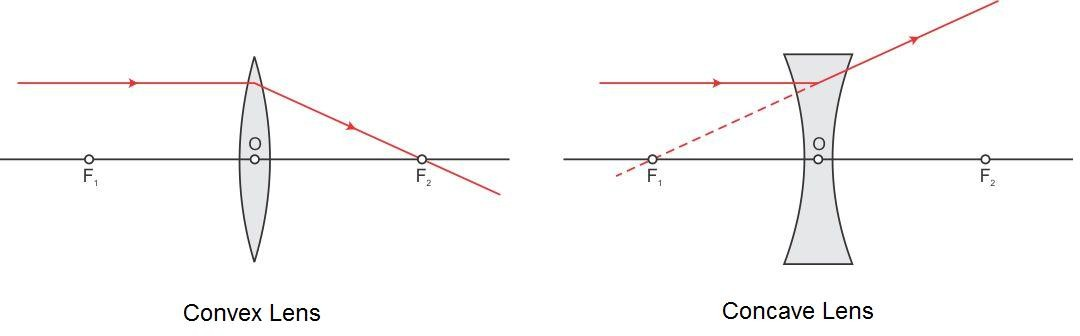 O
F₁
F₂
Convex Lens
O
F₁
F₂
Concave Lens